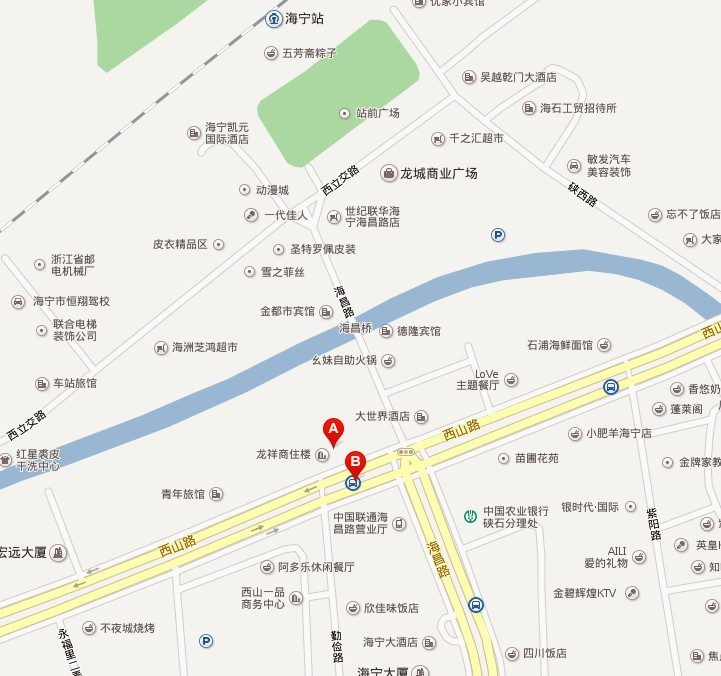 优家小宾馆
海宁站
五芳斋粽子
吴越乾门大酒店
站前广场
海石工贸招待所
海宁凯元
国际酒店
千之汇超市
敏发汽车
美容装饰
龙城商业广场
西立交路
硖西路
动漫城
一代佳人
世纪联华海
宁海昌路店
忘不了饭店
P
大家
皮衣精品区
圣特罗佩皮装
浙江省邮
电机械厂
雪之菲丝
海昌路
海宁市恒翔驾校
金都市宾馆
联合电梯
装饰公司
海昌桥
德隆宾馆
西山
海洲芝鸿超市
石浦海鲜面馆
幺妹自助火锅
LoVe
主题餐厅
车站旅馆
香悠奶
蓬莱阁
大世界酒店
西立交路
A
西山路
小肥羊海宁店
红星裘皮
干洗中心
龙祥商住楼
B
苗圃花苑
金牌家教
青年旅馆
中国联通海
昌路营业厅
中国农业银行
硖石分理处
银时代·国际
紫阳路
宏远大厦
西山路
海昌路
AILI
爱的礼物
英皇K
阿多乐休闲餐厅
知
西山一品
商务中心
欣佳味饭店
金碧辉煌KTV
不夜城烧烤
P
永福里二
勤俭路
海宁大酒店
四川饭店
焦
海宁大厦